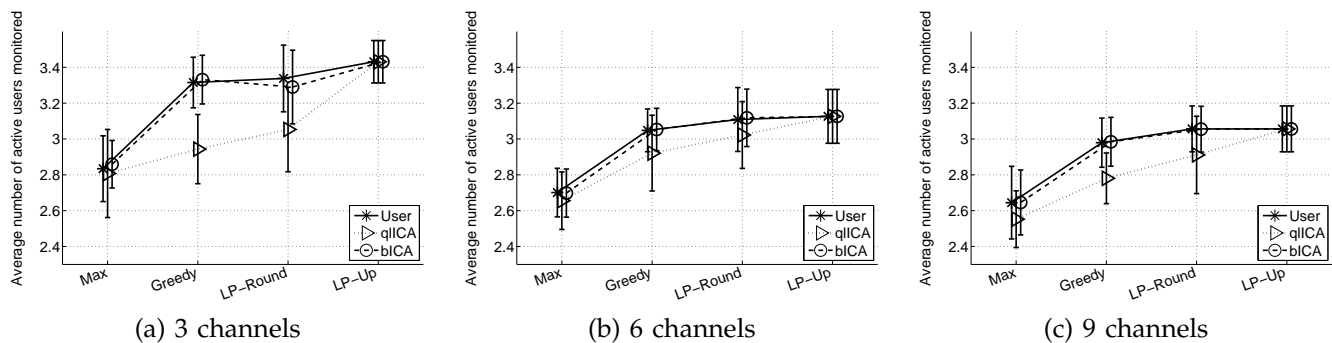 Average number of active users monitored
3.4
3.2
3
2.8
2.6
2.4
Max
Greedy
LP−Round
LP−Up
User
qlICA
bICA
(a) 3 channels
Average number of active users monitored
3.4
3.2
3
2.8
2.6
2.4
Max
Greedy
LP−Round
LP−Up
User
qlICA
bICA
(b) 6 channels
Average number of active users monitored
3.4
3.2
3
2.8
2.6
2.4
Max
Greedy
LP−Round
LP−Up
User
qlICA
bICA
(c) 9 channels